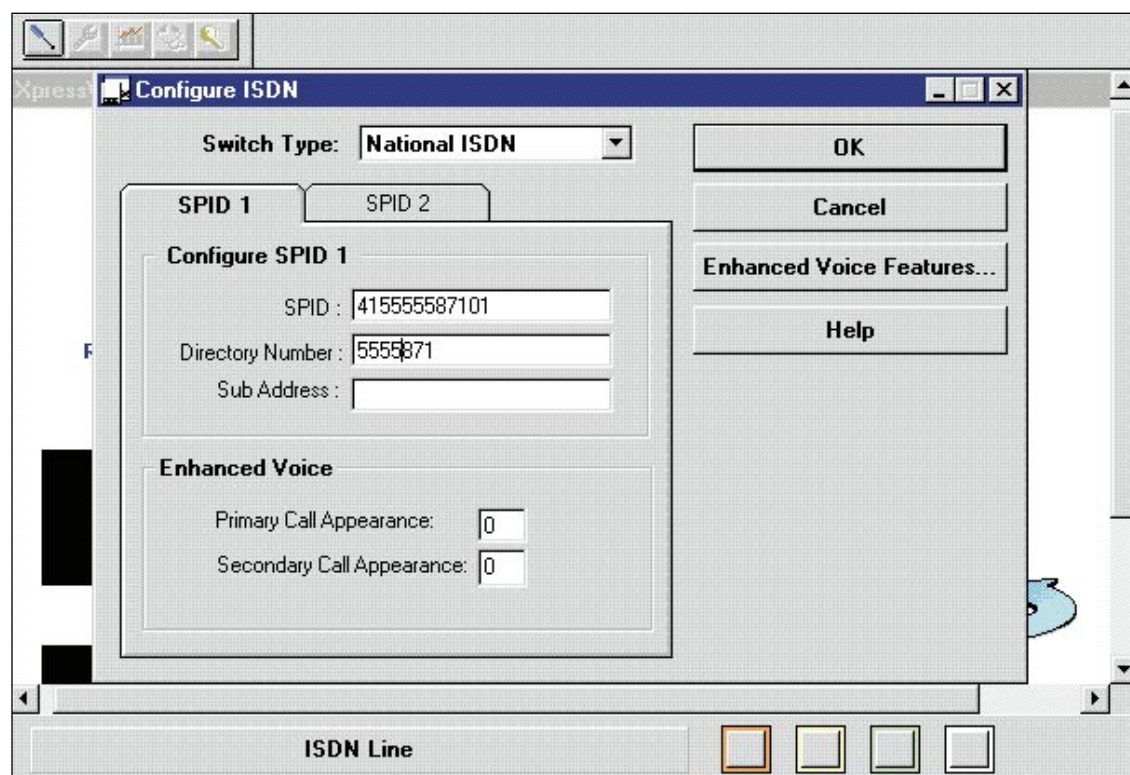 Xpress
Configure ISDN
Switch Type: National ISDN
OK
SPID 1 SPID 2
Cancel
Configure SPID 1
Enhanced Voice Features...
SPID : 415555587101
Help
Directory Number : 5555871
Sub Address :
Enhanced Voice
Primary Call Appearance: 0
Secondary Call Appearance: 0
ISDN Line